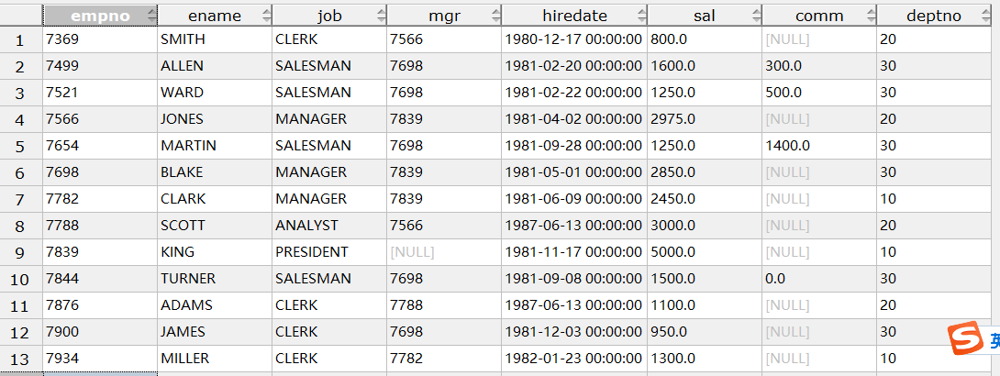 empno ename job mgr hiredate sal comm deptno
1 7369 SMITH CLERK 7566 1980-12-17 00:00:00 800.0 [NULL] 20
2 7499 ALLEN SALESMAN 7698 1981-02-20 00:00:00 1600.0 300.0 30
3 7521 WARD SALESMAN 7698 1981-02-22 00:00:00 1250.0 500.0 30
4 7566 JONES MANAGER 7839 1981-04-02 00:00:00 2975.0 [NULL] 20
5 7654 MARTIN SALESMAN 7698 1981-09-28 00:00:00 1250.0 1400.0 30
6 7698 BLAKE MANAGER 7839 1981-05-01 00:00:00 2850.0 [NULL] 30
7 7782 CLARK MANAGER 7839 1981-06-09 00:00:00 2450.0 [NULL] 10
8 7788 SCOTT ANALYST 7566 1987-06-13 00:00:00 3000.0 [NULL] 20
9 7839 KING PRESIDENT [NULL] 1981-11-17 00:00:00 5000.0 [NULL] 10
10 7844 TURNER SALESMAN 7698 1981-09-08 00:00:00 1500.0 0.0 30
11 7876 ADAMS CLERK 7788 1987-06-13 00:00:00 1100.0 [NULL] 20
12 7900 JAMES CLERK 7698 1981-12-03 00:00:00 950.0 [NULL] 30
S 英
13 7934 MILLER CLERK 7782 1982-01-23 00:00:00 1300.0 [NULL] 10